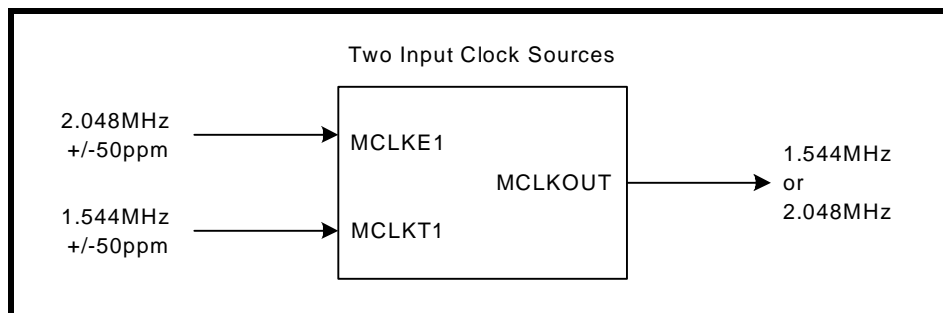 Two Input Clock Sources
2.048MHz
+/-50ppm
MCLKE1
MCLKOUT
1.544MHz
or
2.048MHz
1.544MHz
+/-50ppm
MCLKT1